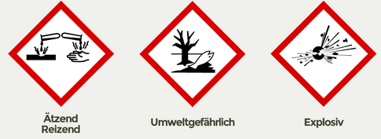 Ätzend
Reizend
Umweltgefährlich
Explosiv